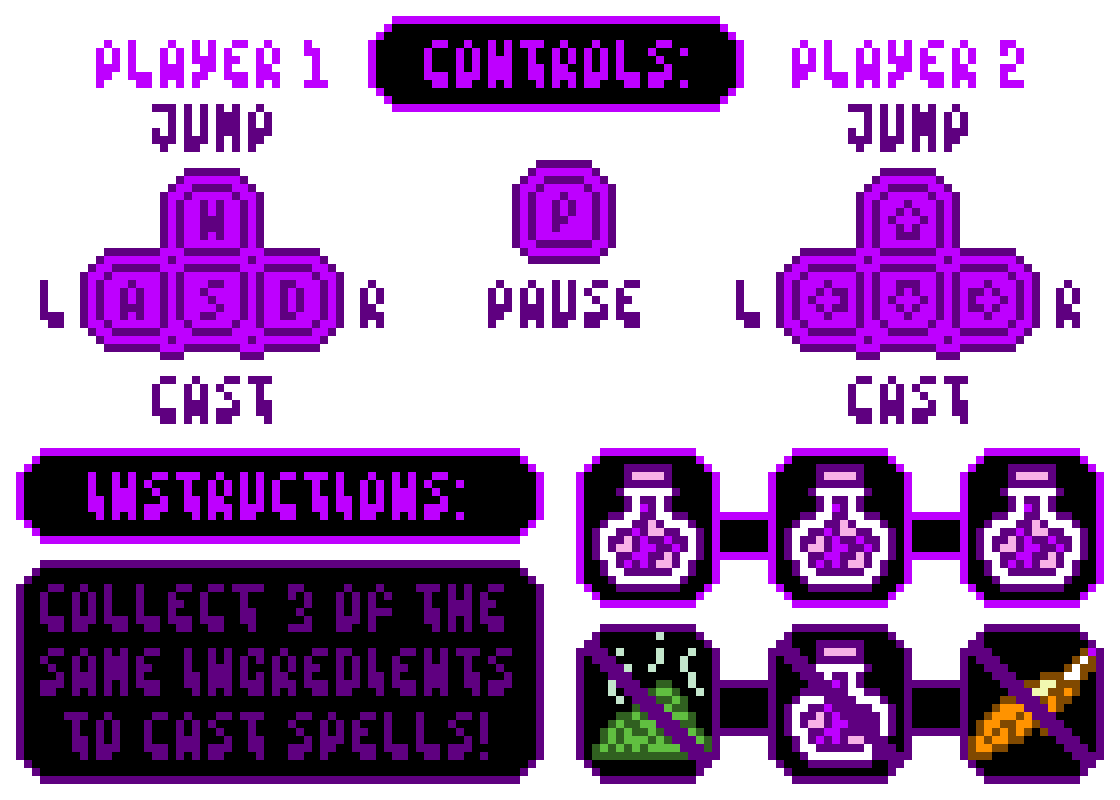 PLAYER 1
CONTROLS:
PLAYER 2
JUMP
JUMP
W
P
L
A S D
R
PAUSE
L
R
CAST
CAST
INSTRUCTIONS:
COLLECT 3 OF THE
SAME INGREDIENTS
TO CAST SPELLS!